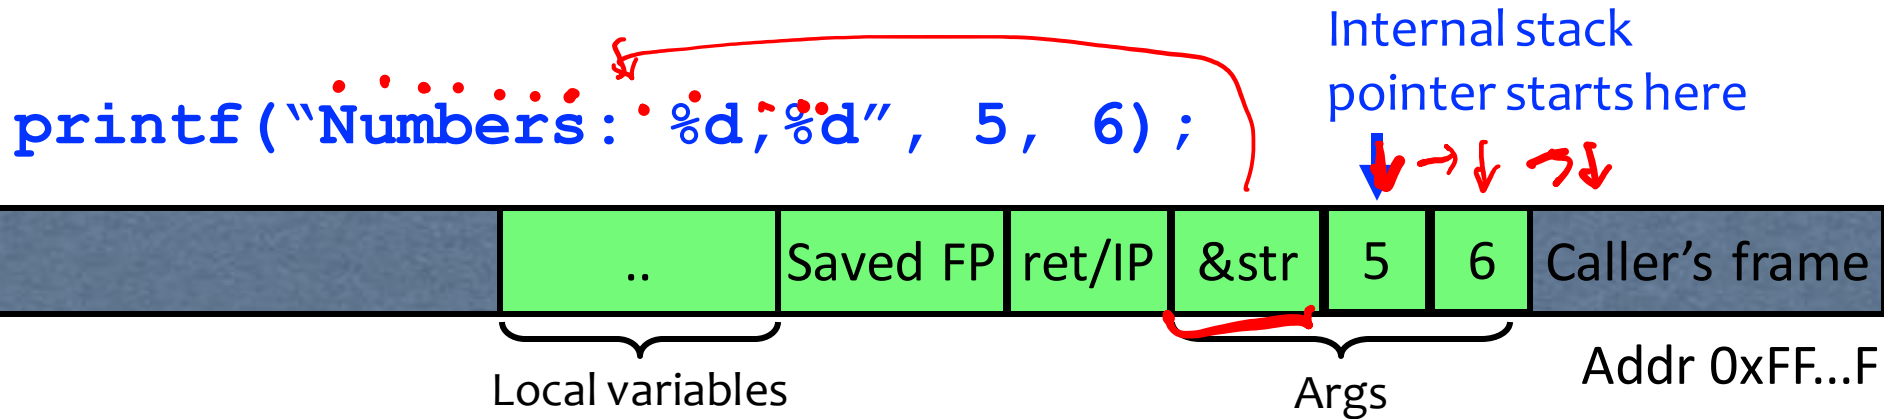 Internal stack
pointer starts here
printf(“Numbers: %d,%d”, 5, 6);
.. Saved FP ret/IP &str 5 6 Caller’s frame
Local variables Args Addr 0xFF...F